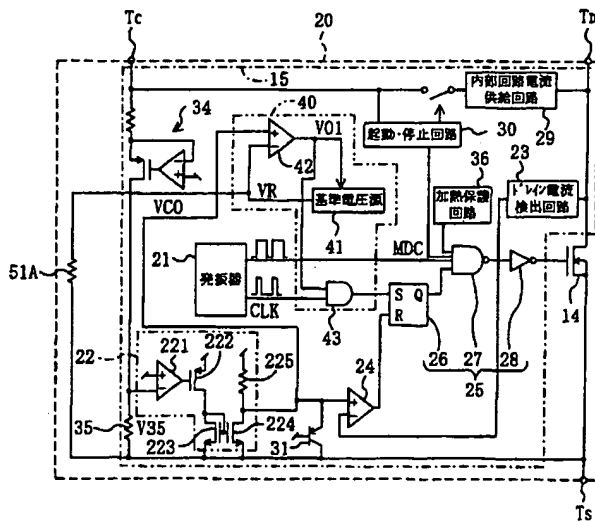 TC
TD
20
15
内部回路電流
供給回路
29
34
40
起動・停止回路
30
VO1
42
36
23
加熱保護
回路
ドレイン電流
検出回路
VCO
VR
基準電圧源
41
21
発振器
MDC
CLK
43
51A
14
S
Q
R
26
27
28
25
22
221
222
225
24
35
V35
223
224
31
TS